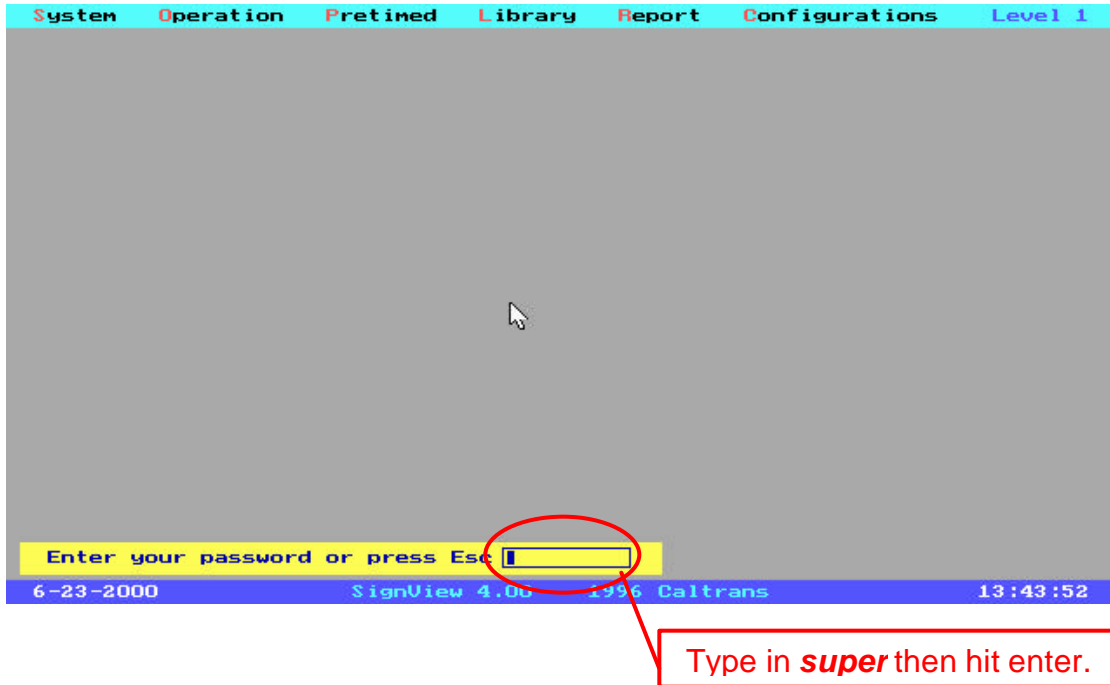 System Operation Pretimed Library Report Configurations Level 1
Enter your password or press Esc
6-23-2000 SignView 4.00 1996 Caltrans 13:43:52
Type in super then hit enter.